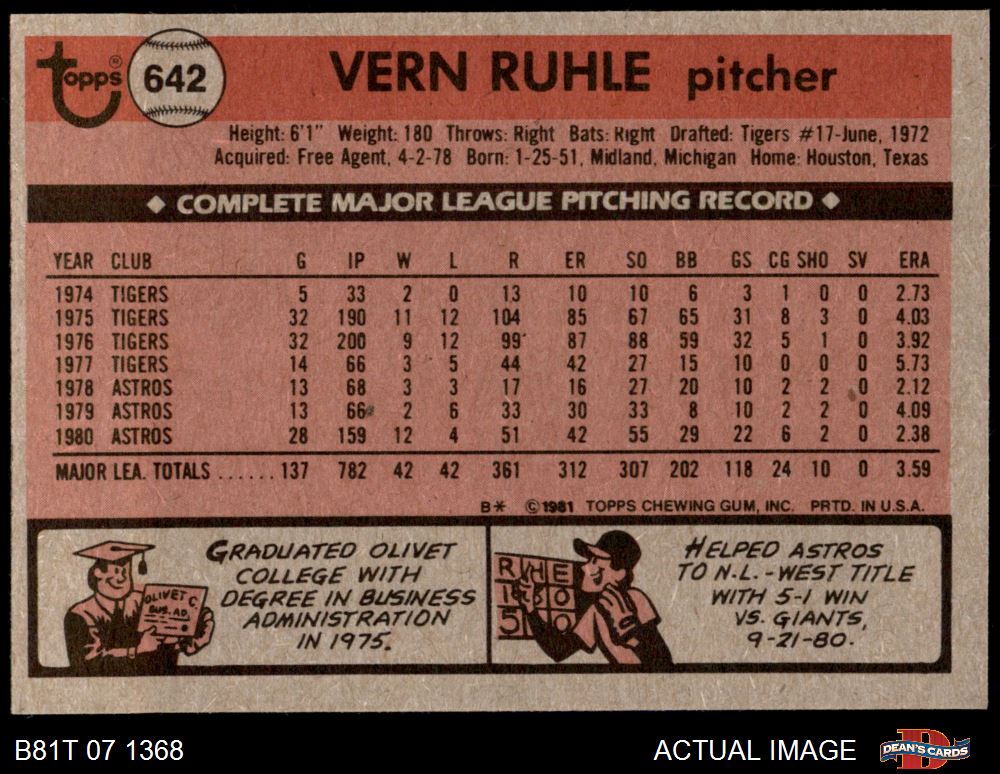 topps® 642 VERN RUHLE pitcher
Height: 6'1" Weight: 180 Throws: Right Bats: Right Drafted: Tigers #17-June, 1972
Acquired: Free Agent, 4-2-78 Born: 1-25-51, Midland, Michigan Home: Houston, Texas
◆ COMPLETE MAJOR LEAGUE PITCHING RECORD ◆
YEAR CLUB G IP W L R ER SO BB GS CG SHO SV ERA
1974 TIGERS 5 33 2 0 13 10 10 6 3 1 0 0 2.73
1975 TIGERS 32 190 11 12 104 85 67 65 31 8 3 0 4.03
1976 TIGERS 32 200 9 12 99 87 88 59 32 5 1 0 3.92
1977 TIGERS 14 66 3 5 44 42 27 15 10 0 0 0 5.73
1978 ASTROS 13 68 3 3 17 16 27 20 10 2 2 0 2.12
1979 ASTROS 13 66 2 6 33 30 33 8 10 2 2 0 4.09
1980 ASTROS 28 159 12 4 51 42 55 29 22 6 2 0 2.38
MAJOR LEA. TOTALS ...... 137 782 42 42 361 312 307 202 118 24 10 0 3.59
B* ©1981 TOPPS CHEWING GUM, INC. PRTD. IN U.S.A.
OLIVET C.
BUS. AD.
GRADUATED OLIVET
COLLEGE WITH
DEGREE IN BUSINESS
ADMINISTRATION
IN 1975.
R H E
1 6 0
5 0
HELPED ASTROS
TO N.L.-WEST TITLE
WITH 5-1 WIN
VS. GIANTS,
9-21-80.
B81T 07 1368 ACTUAL IMAGE DEAN'S CARDS